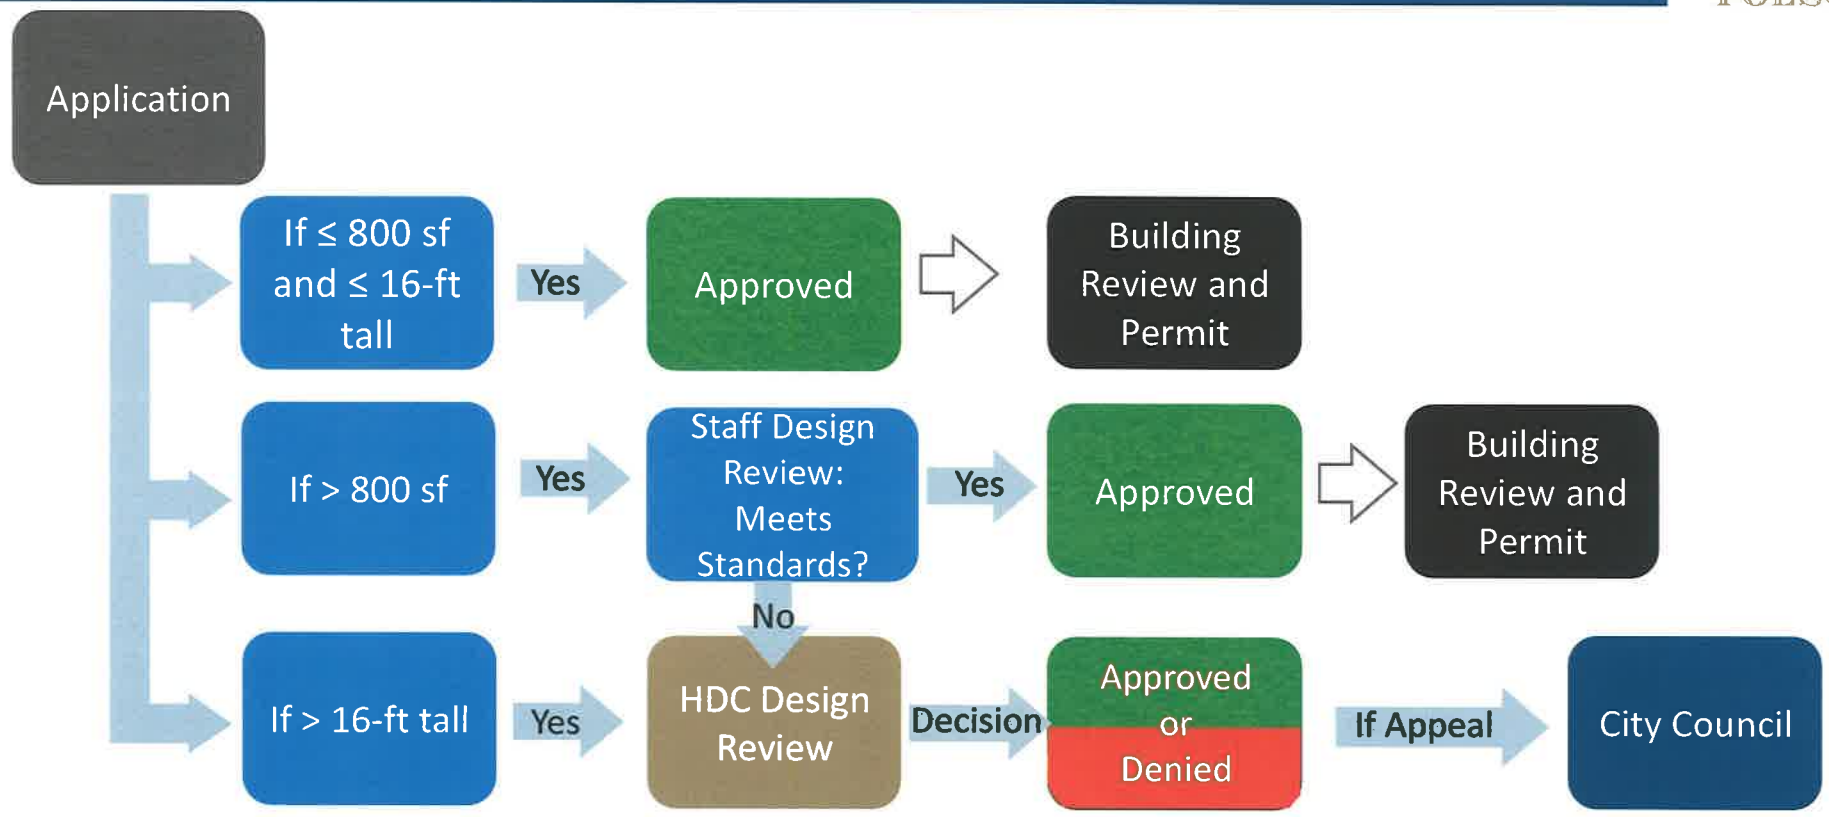 Application
If ≤ 800 sf
and ≤ 16-ft
tall
Yes
Approved
Building
Review and
Permit
If > 800 sf
Yes
Staff Design
Review:
Meets
Standards?
Yes
Approved
Building
Review and
Permit
No
If > 16-ft tall
Yes
HDC Design
Review
Decision
Approved
or
Denied
If Appeal
City Council